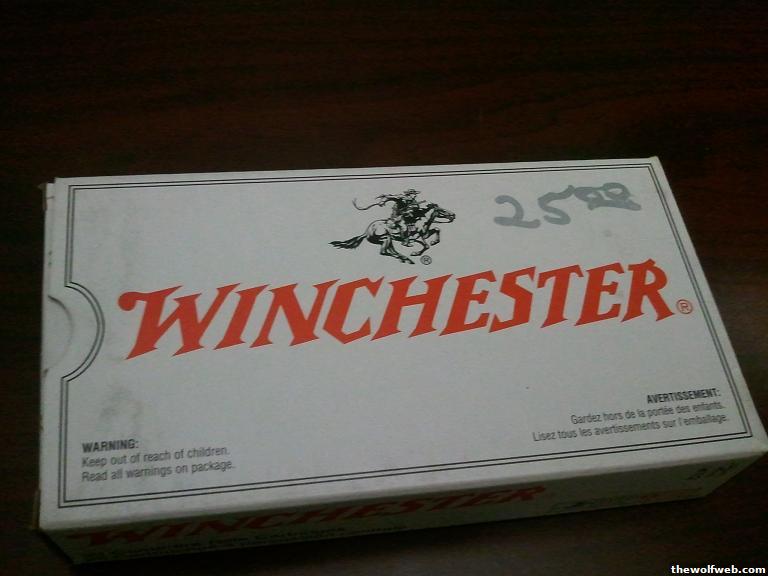 25 00
WINCHESTER®
AVERTISSEMENT:
Gardez hors de la portée des enfants.
Lisez tous les avertissements sur l'emballage.
WARNING:
Keep out of reach of children.
Read all warnings on package.
WINCHESTER
thewolfweb.com